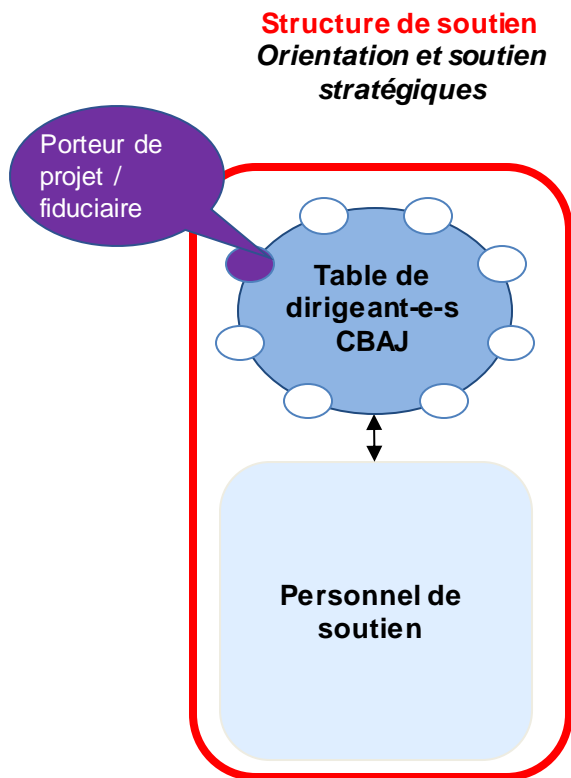 Structure de soutien
Orientation et soutien
stratégiques
Porteur de
projet /
fiduciaire
Table de
dirigeant-e-s
CBAJ
Personnel de
soutien